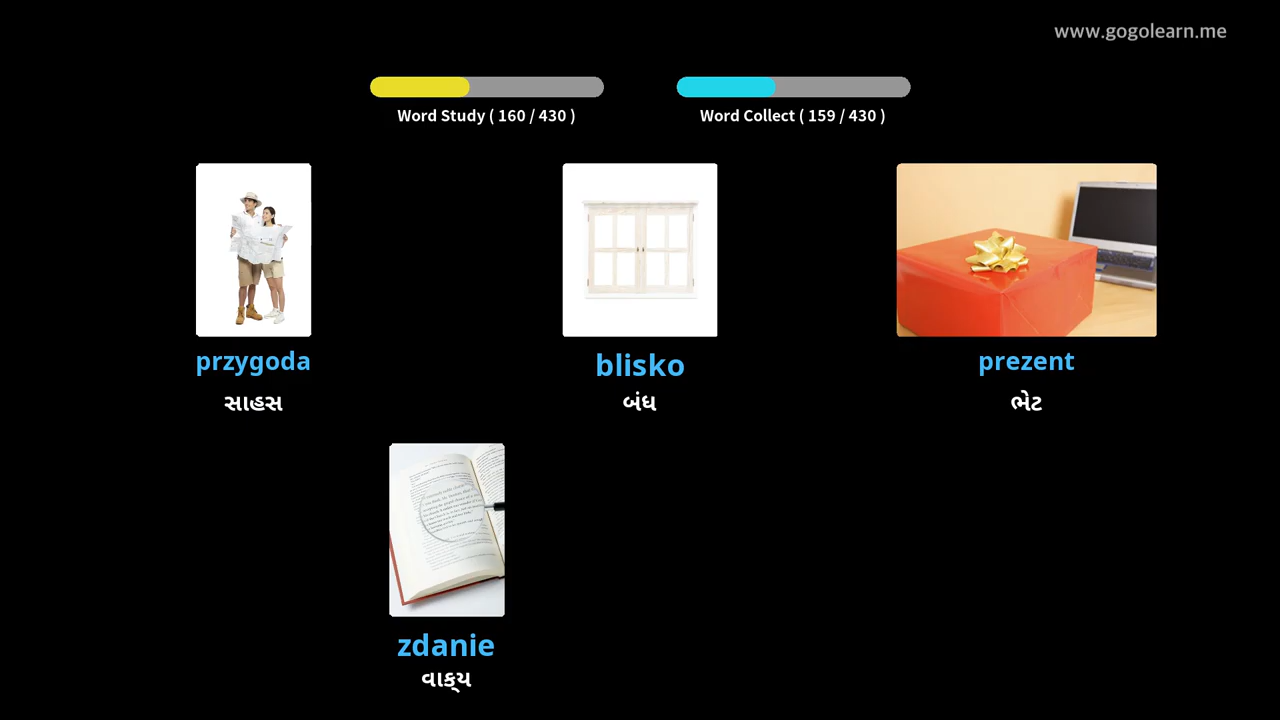 www.gogolearn.me
Word Study ( 160 / 430 )
Word Collect ( 159 / 430 )
przygoda
સાહસ
blisko
બંધ
prezent
ભેટ
zdanie
વાક્ય